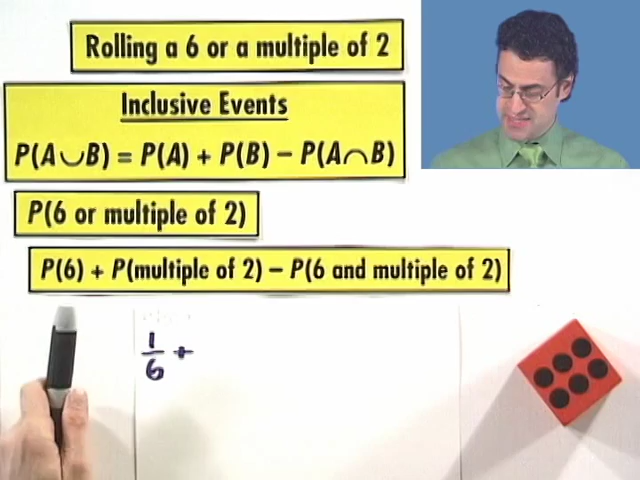 Rolling a 6 or a multiple of 2
Inclusive Events
P(A∪B) = P(A) + P(B) − P(A∩B)
P(6 or multiple of 2)
P(6) + P(multiple of 2) − P(6 and multiple of 2)
1/6 +